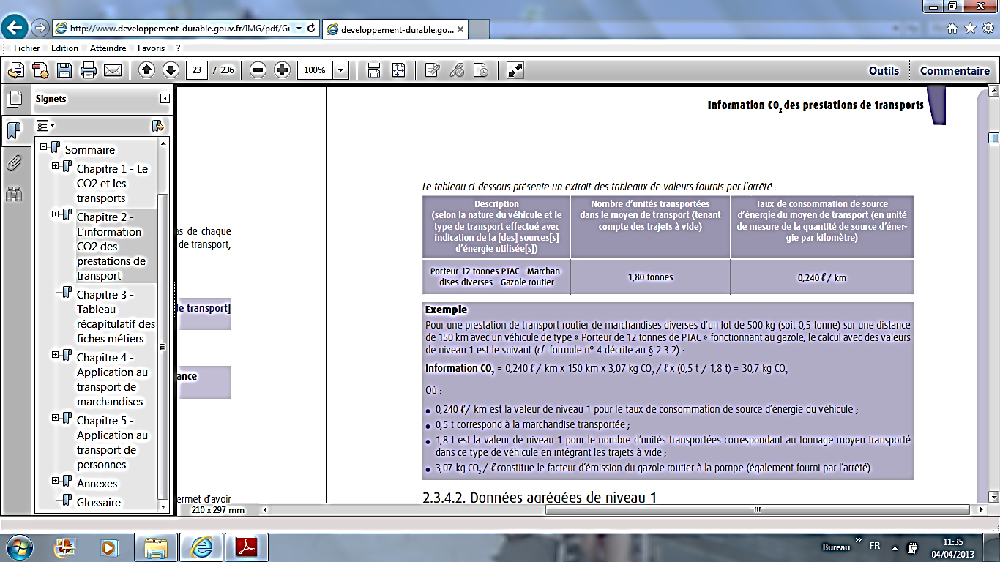 http://www.developpement-durable.gouv.fr/IMG/pdf/Gu
developpement-durable.go...
Fichier Edition Atteindre Favoris ?
23 / 236
100%
Outils Commentaire
Signets
Sommaire
Chapitre 1 - Le
CO2 et les
transports
Chapitre 2 -
L'information
CO2 des
prestations de
transport
Chapitre 3 -
Tableau
récapitulatif des
fiches métiers
Chapitre 4 -
Application au
transport de
marchandises
Chapitre 5 -
Application au
transport de
personnes
Annexes
Glossaire
as de chaque
de transport,
e transport]
ance
ermet d'avoir
210 x 297 mm
Information CO2 des prestations de transports
Le tableau ci-dessous présente un extrait des tableaux de valeurs fournis par l'arrêté :
Description
(selon la nature du véhicule et le
type de transport effectué avec
indication de la [des] sources[s]
d'énergie utilisée[s])
Nombre d'unités transportées
dans le moyen de transport (tenant
compte des trajets à vide)
Taux de consommation de source
d'énergie du moyen de transport (en unité
de mesure de la quantité de source d'éner-
gie par kilomètre)
Porteur 12 tonnes PTAC - Marchan-
dises diverses - Gazole routier
1,80 tonnes
0,240 ℓ / km
Exemple
Pour une prestation de transport routier de marchandises diverses d'un lot de 500 kg (soit 0,5 tonne) sur une distance
de 150 km avec un véhicule de type « Porteur de 12 tonnes de PTAC » fonctionnant au gazole, le calcul avec des valeurs
de niveau 1 est le suivant (cf. formule n° 4 décrite au § 2.3.2) :
Information CO2 = 0,240 ℓ / km x 150 km x 3,07 kg CO2 / ℓ x (0,5 t / 1,8 t) = 30,7 kg CO2
Où :
• 0,240 ℓ / km est la valeur de niveau 1 pour le taux de consommation de source d'énergie du véhicule ;
• 0,5 t correspond à la marchandise transportée ;
• 1,8 t est la valeur de niveau 1 pour le nombre d'unités transportées correspondant au tonnage moyen transporté
dans ce type de véhicule en intégrant les trajets à vide ;
• 3,07 kg CO2 / ℓ constitue le facteur d'émission du gazole routier à la pompe (également fourni par l'arrêté).
2.3.4.2. Données agrégées de niveau 1
Bureau » FR
11:35
04/04/2013